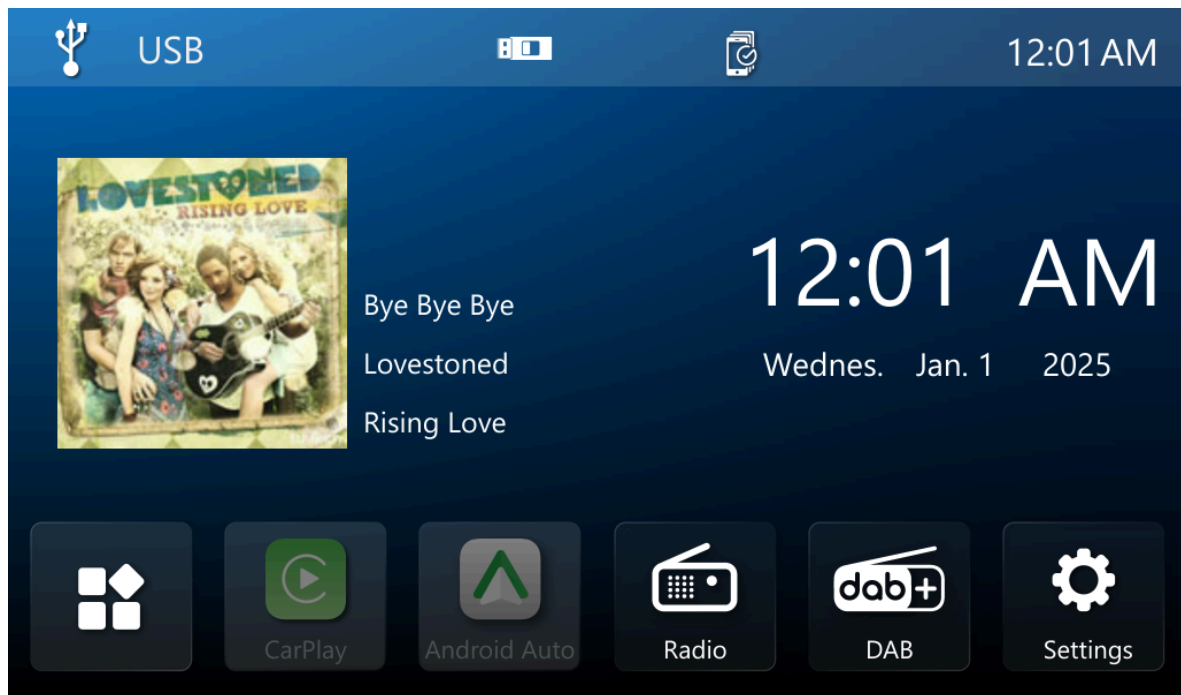 USB
12:01 AM
LOVESTONED
RISING LOVE
Bye Bye Bye
Lovestoned
Rising Love
12:01 AM
Wednes. Jan. 1 2025
CarPlay
Android Auto
Radio
dab+
DAB
Settings